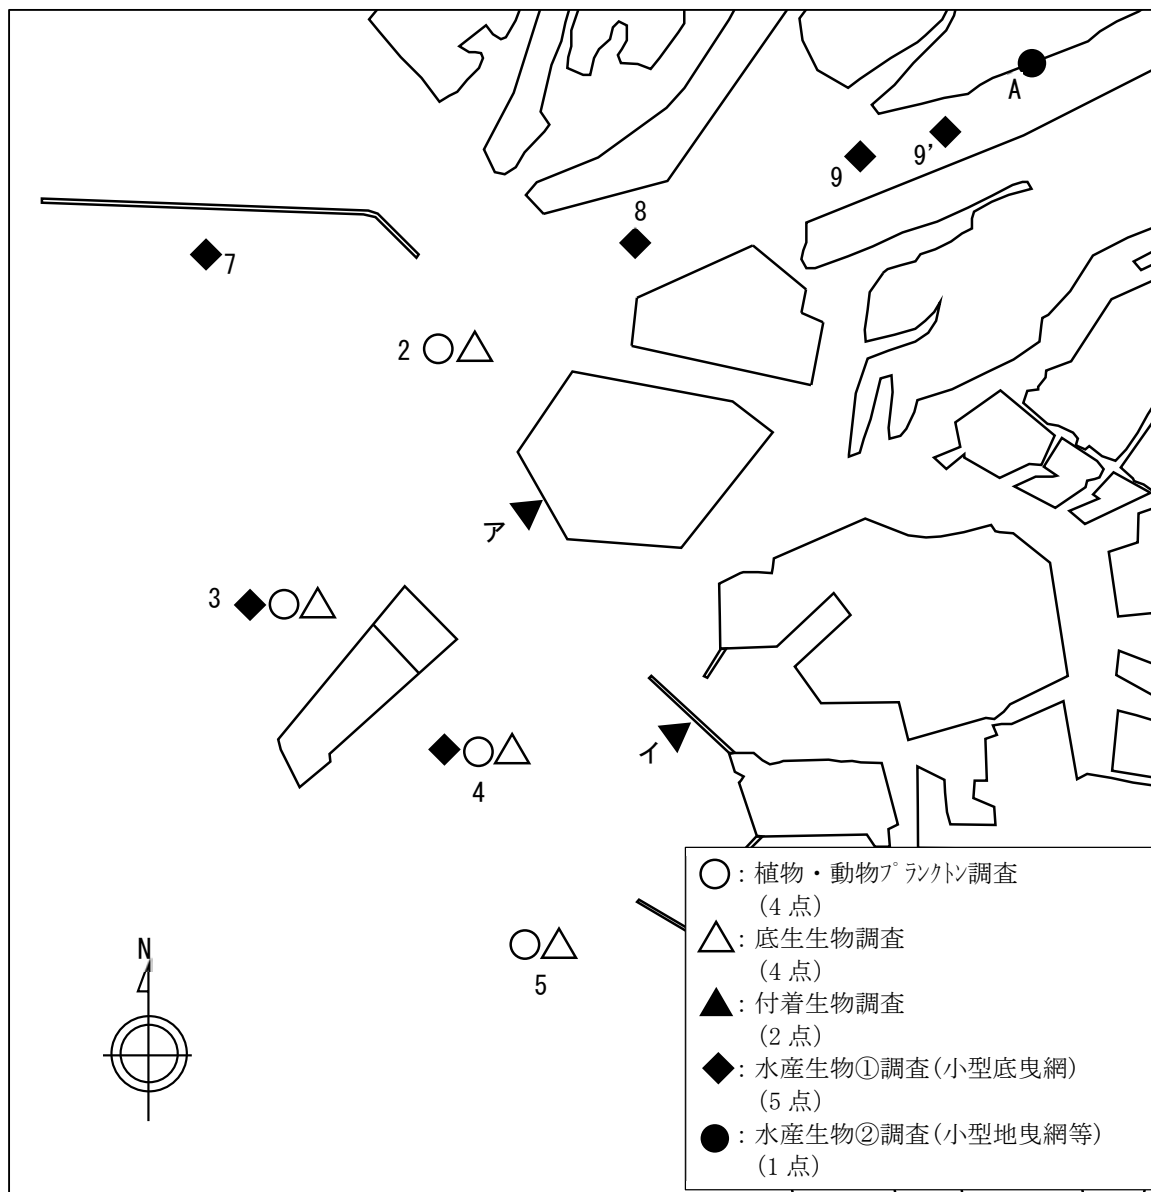 A
9'
9
8
7
2
ア
3
イ
4
5
N
: 植物・動物プランクトン調査
(4 点)
: 底生生物調査
(4 点)
: 付着生物調査
(2 点)
: 水産生物①調査(小型底曳網)
(5 点)
: 水産生物②調査(小型地曳網等)
(1 点)